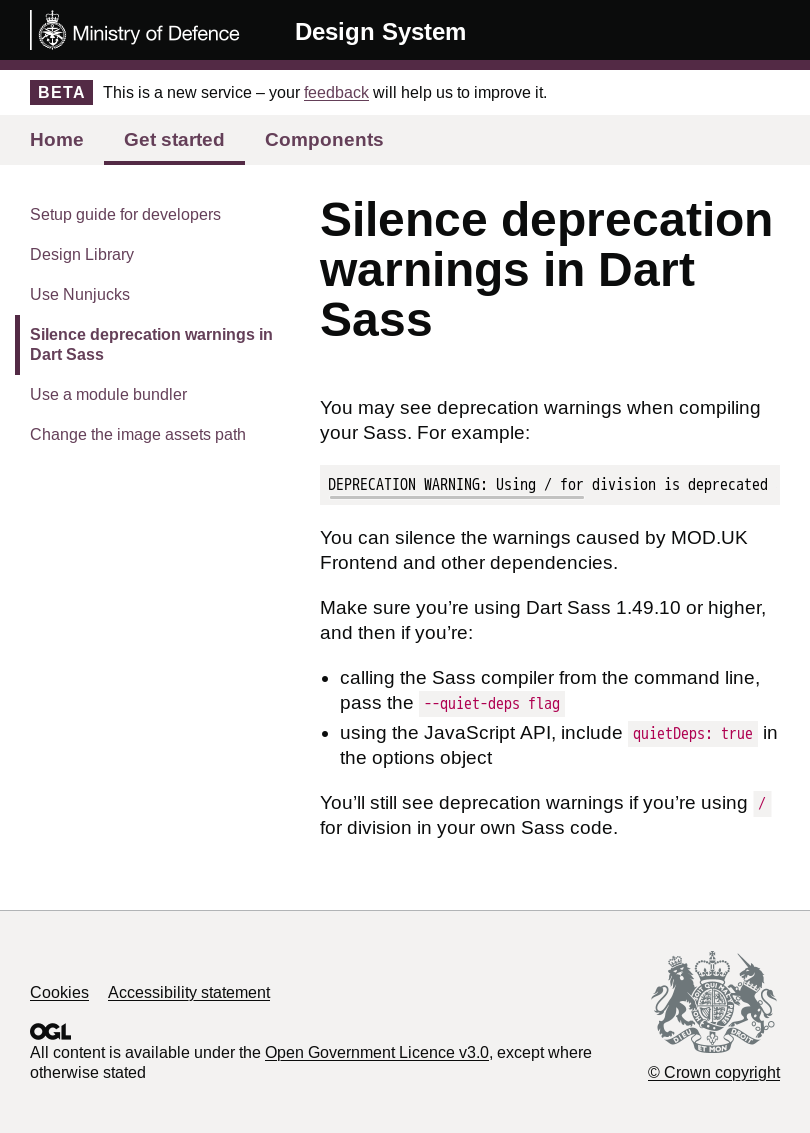 Ministry of Defence
Design System
BETA This is a new service – your feedback will help us to improve it.
Home Get started Components
Setup guide for developers
Design Library
Use Nunjucks
Silence deprecation warnings in
Dart Sass
Use a module bundler
Change the image assets path
Silence deprecation
warnings in Dart
Sass
You may see deprecation warnings when compiling
your Sass. For example:
DEPRECATION WARNING: Using / for division is deprecated
You can silence the warnings caused by MOD.UK
Frontend and other dependencies.
Make sure you’re using Dart Sass 1.49.10 or higher,
and then if you’re:
• calling the Sass compiler from the command line,
pass the --quiet-deps flag
• using the JavaScript API, include quietDeps: true in
the options object
You’ll still see deprecation warnings if you’re using /
for division in your own Sass code.
Cookies Accessibility statement
OGL
All content is available under the Open Government Licence v3.0, except where
otherwise stated
DIEU ET MON DROIT
© Crown copyright